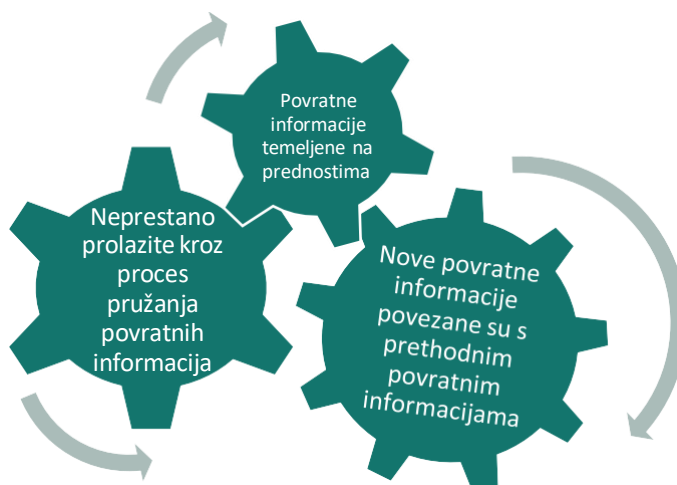 Povratne
informacije
temeljene na
prednostima
Neprestano
prolazite kroz
proces
pružanja
povratnih
informacija
Nove povratne
informacije
povezane su s
prethodnim
povratnim
informacijama